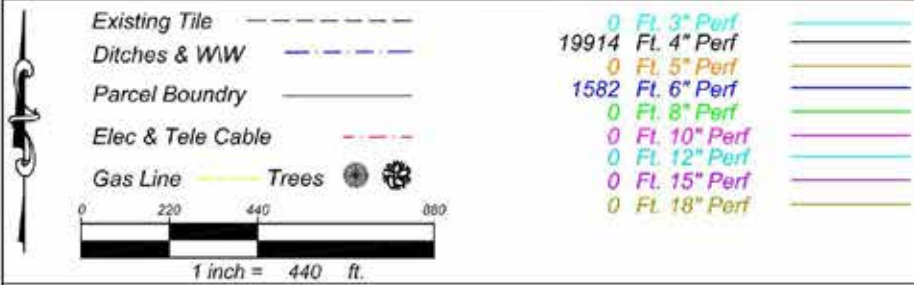 Existing Tile
Ditches & W\W
Parcel Boundry
Elec & Tele Cable
Gas Line Trees
0 220 440 880
1 inch = 440 ft.
0 Ft. 3" Perf
19914 Ft. 4" Perf
0 Ft. 5" Perf
1582 Ft. 6" Perf
0 Ft. 8" Perf
0 Ft. 10" Perf
0 Ft. 12" Perf
0 Ft. 15" Perf
0 Ft. 18" Perf